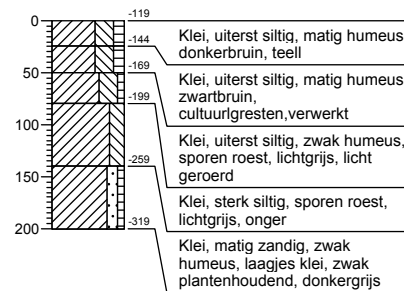 0
50
100
150
200
-119
-144
-169
-199
-259
-319
Klei, uiterst siltig, matig humeus
donkerbruin, teell
Klei, uiterst siltig, matig humeus
zwartbruin,
cultuurlgresten,verwerkt
Klei, uiterst siltig, zwak humeus,
sporen roest, lichtgrijs, licht
geroerd
Klei, sterk siltig, sporen roest,
lichtgrijs, onger
Klei, matig zandig, zwak
humeus, laagjes klei, zwak
plantenhoudend, donkergrijs